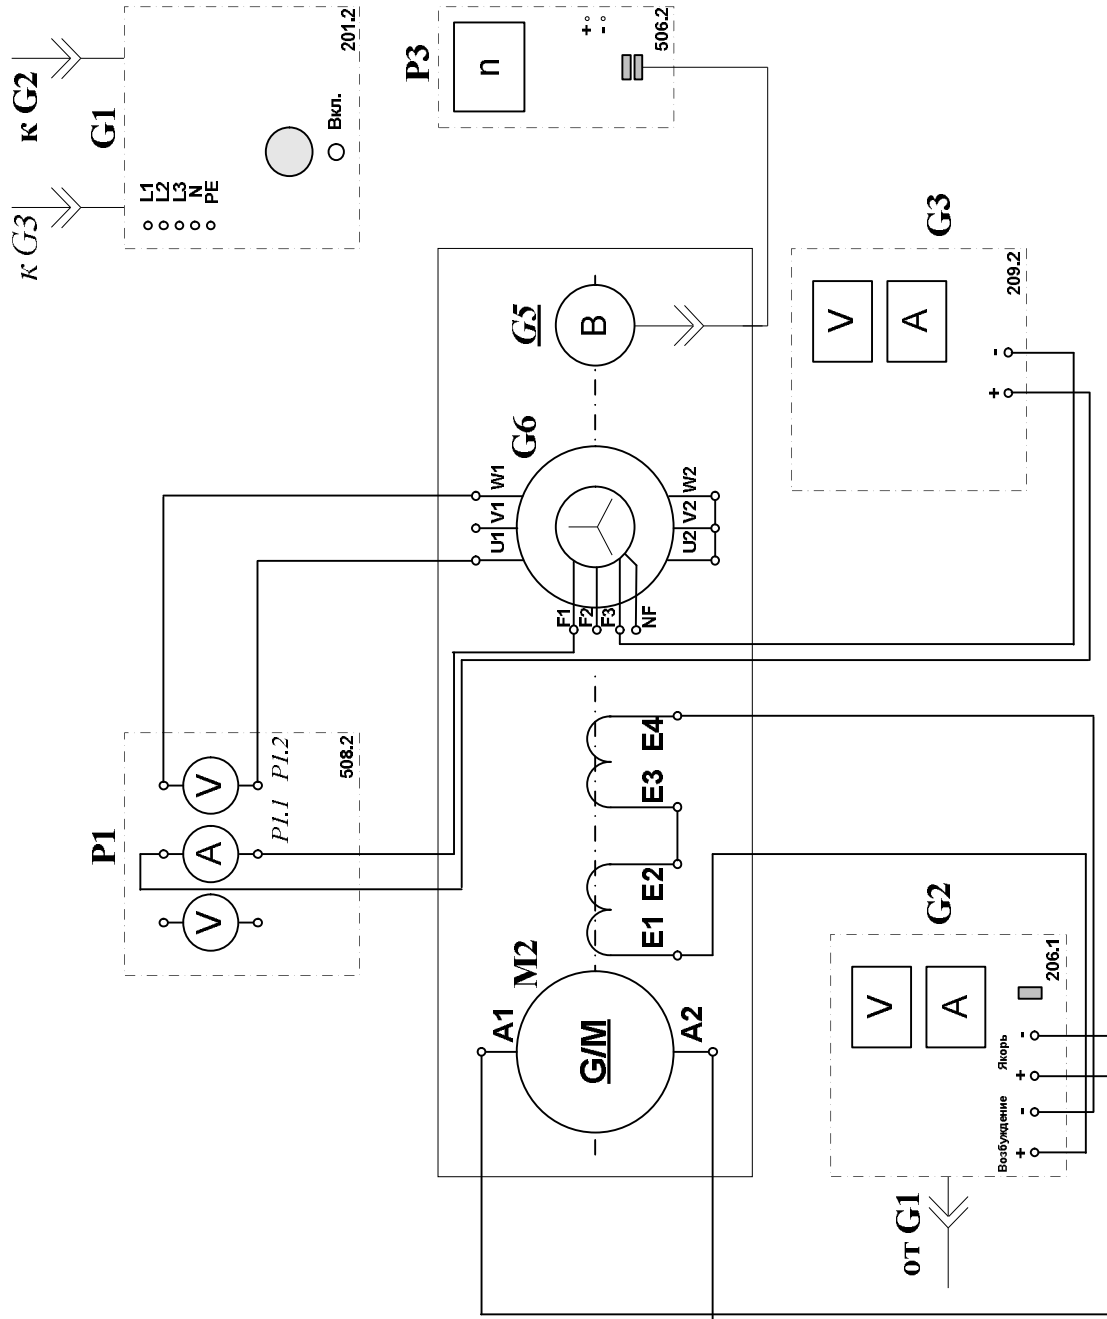 к G3
к G2
G1
L1
L2
L3
N
PE
Вкл.
201.2
P3
n
+
-
506.2
G5
B
G6
U1
V1
W1
U2
V2
W2
F1
F2
F3
NF
G3
V
A
+
-
209.2
P1
V
A
V
P1.1
P1.2
508.2
M2
G/M
A1
A2
E1
E2
E3
E4
G2
V
A
Возбуждение
+
-
Якорь
+
-
206.1
от G1